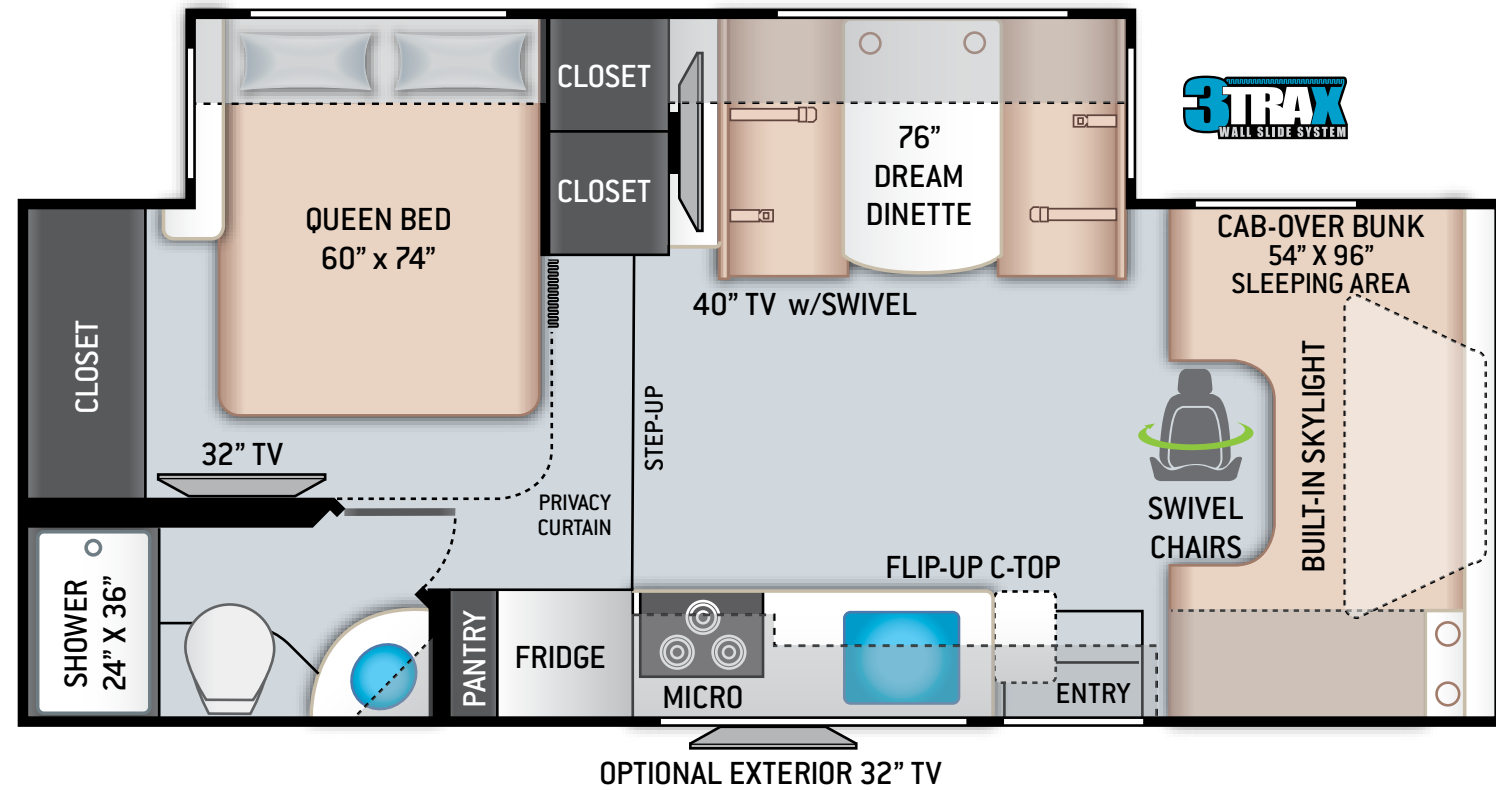 CLOSET
CLOSET
76”
DREAM
DINETTE
3TRAX
WALL SLIDE SYSTEM
QUEEN BED
60” x 74”
CAB-OVER BUNK
54” X 96”
SLEEPING AREA
40” TV w/SWIVEL
CLOSET
BUILT-IN SKYLIGHT
STEP-UP
32” TV
PRIVACY
CURTAIN
SWIVEL
CHAIRS
FLIP-UP C-TOP
SHOWER
24” X 36”
PANTRY
FRIDGE
MICRO
ENTRY
OPTIONAL EXTERIOR 32” TV